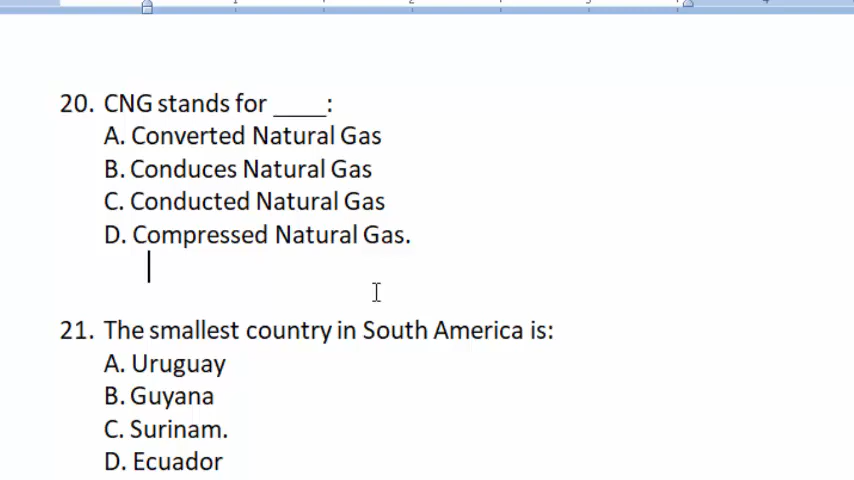 20. CNG stands for ____:
A. Converted Natural Gas
B. Conduces Natural Gas
C. Conducted Natural Gas
D. Compressed Natural Gas.
21. The smallest country in South America is:
A. Uruguay
B. Guyana
C. Surinam.
D. Ecuador